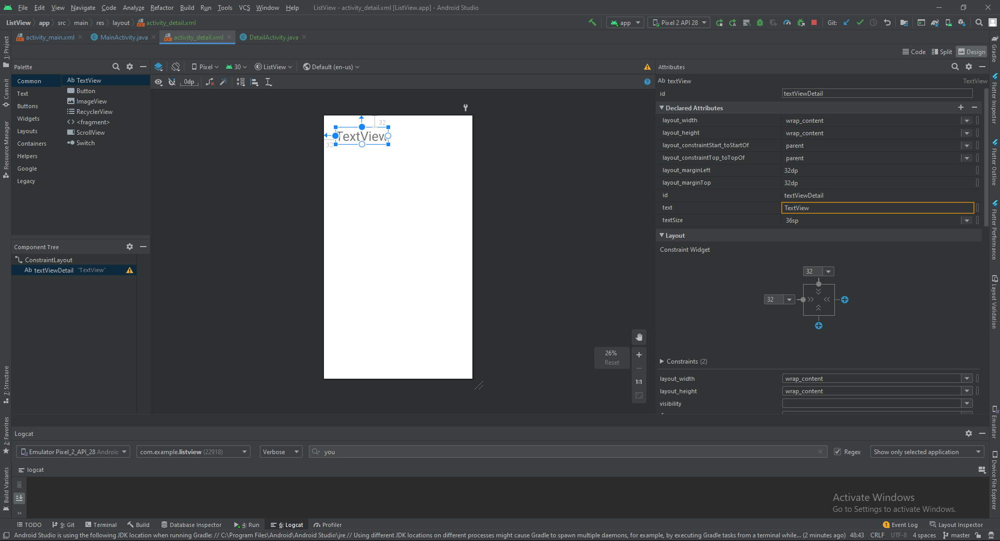 File Edit View Navigate Code Analyze Refactor Build Run Tools VCS Window Help ListView - activity_detail.xml [ListView.app] - Android Studio
ListView app src main res layout activity_detail.xml app Pixel 2 API 28 Git:
activity_main.xml MainActivity.java activity_detail.xml DetailActivity.java
Code Split Design
Palette
Common
Text
Buttons
Widgets
Layouts
Containers
Helpers
Google
Legacy
Ab TextView
Button
ImageView
RecyclerView
<fragment>
ScrollView
Switch
Pixel 30 ListView Default (en-us)
0dp
32
TextView
32
26%
Reset
1:1
Component Tree
ConstraintLayout
Ab textViewDetail "TextView"
Attributes
Ab textView TextView
id textViewDetail
Declared Attributes
layout_width wrap_content
layout_height wrap_content
layout_constraintStart_toStartOf parent
layout_constraintTop_toTopOf parent
layout_marginLeft 32dp
layout_marginTop 32dp
id textViewDetail
text TextView
textSize 36sp
Layout
Constraint Widget
32
32
Constraints (2)
layout_width wrap_content
layout_height wrap_content
visibility
Logcat
Emulator Pixel_2_API_28 Androic com.example.listview (22918) Verbose you Regex Show only selected application
logcat
Activate Windows
Go to Settings to activate Windows.
TODO 9: Git Terminal Build Database Inspector 4: Run 6: Logcat Profiler 1 Event Log Layout Inspector
Android Studio is using the following JDK location when running Gradle: // C:\Program Files\Android\Android Studio\jre // Using different JDK locations on different processes might cause Gradle to spawn multiple daemons, for example, by executing Gradle tasks from a terminal while... (2 minutes ago) 48:43 CRLF UTF-8 4 spaces master
1: Project
Commit
Resource Manager
7: Structure
2: Favorites
Build Variants
Gradle
Flutter Inspector
Flutter Outline
Flutter Performance
Layout Validation
Emulator
Device File Explorer